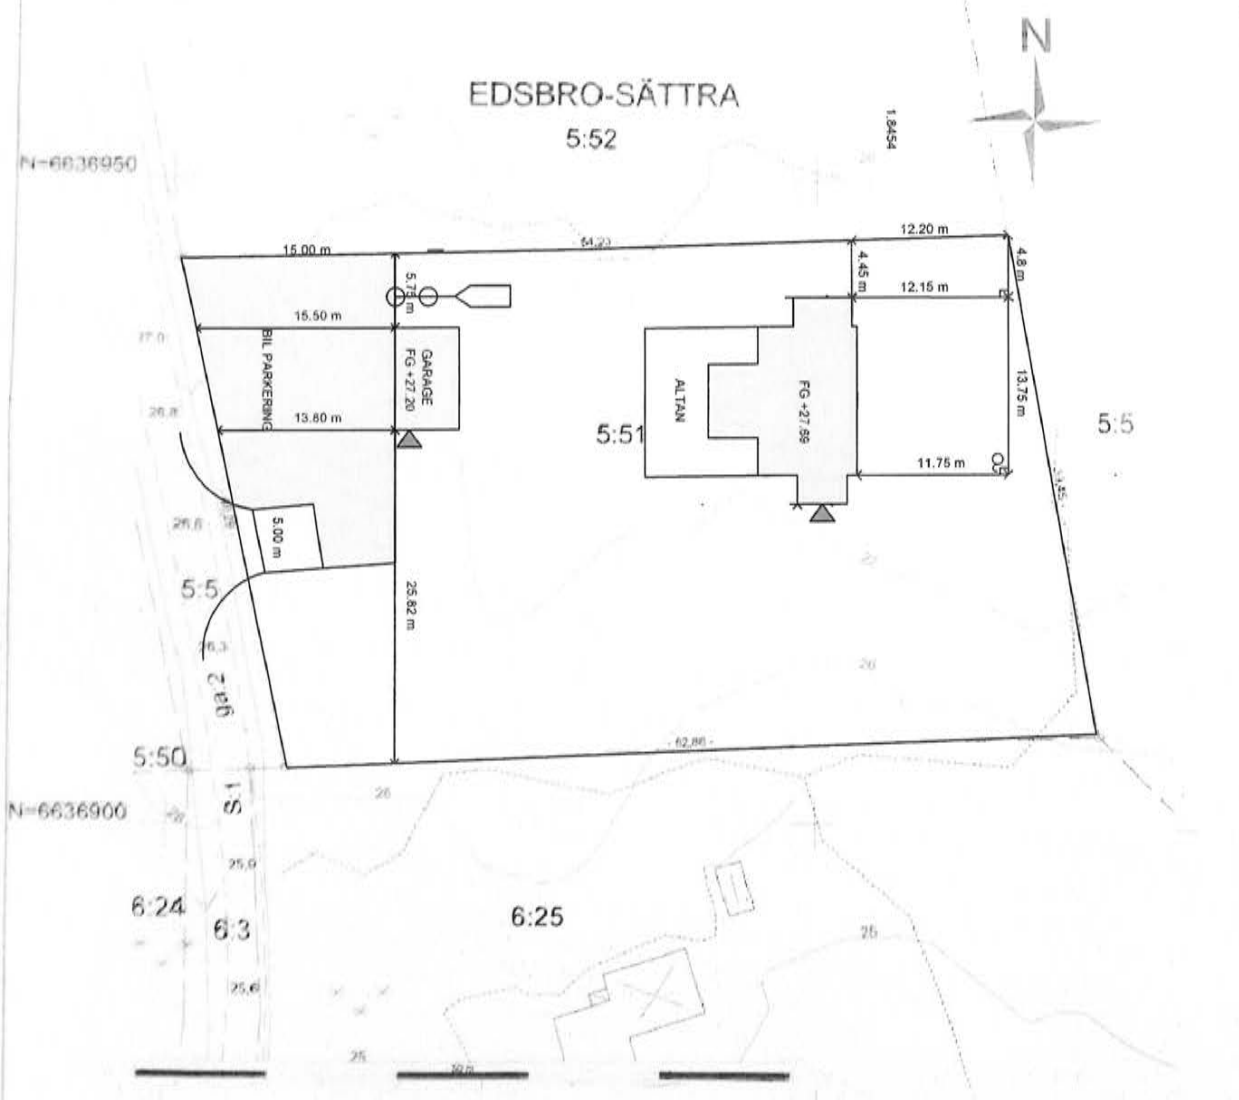 N
EDSBRO-SÄTTRA
5:52
1.8454
N=6636950
26
12.20 m
15.00 m
54,23
4.8 m
4.45 m
5.75 m
12.15 m
15.50 m
27,0
BIL PARKERING
GARAGE
FG +27.20
ALTAN
FG +27.69
13.75 m
26,8
13.80 m
5:51
5:5
11.75 m
26,6
5.00 m
5:5
25.82 m
26,3
ga:2
26
62,86
5:50
S:1
N=6636900
26
25,9
6:24
6:3
6:25
25
25,6
25